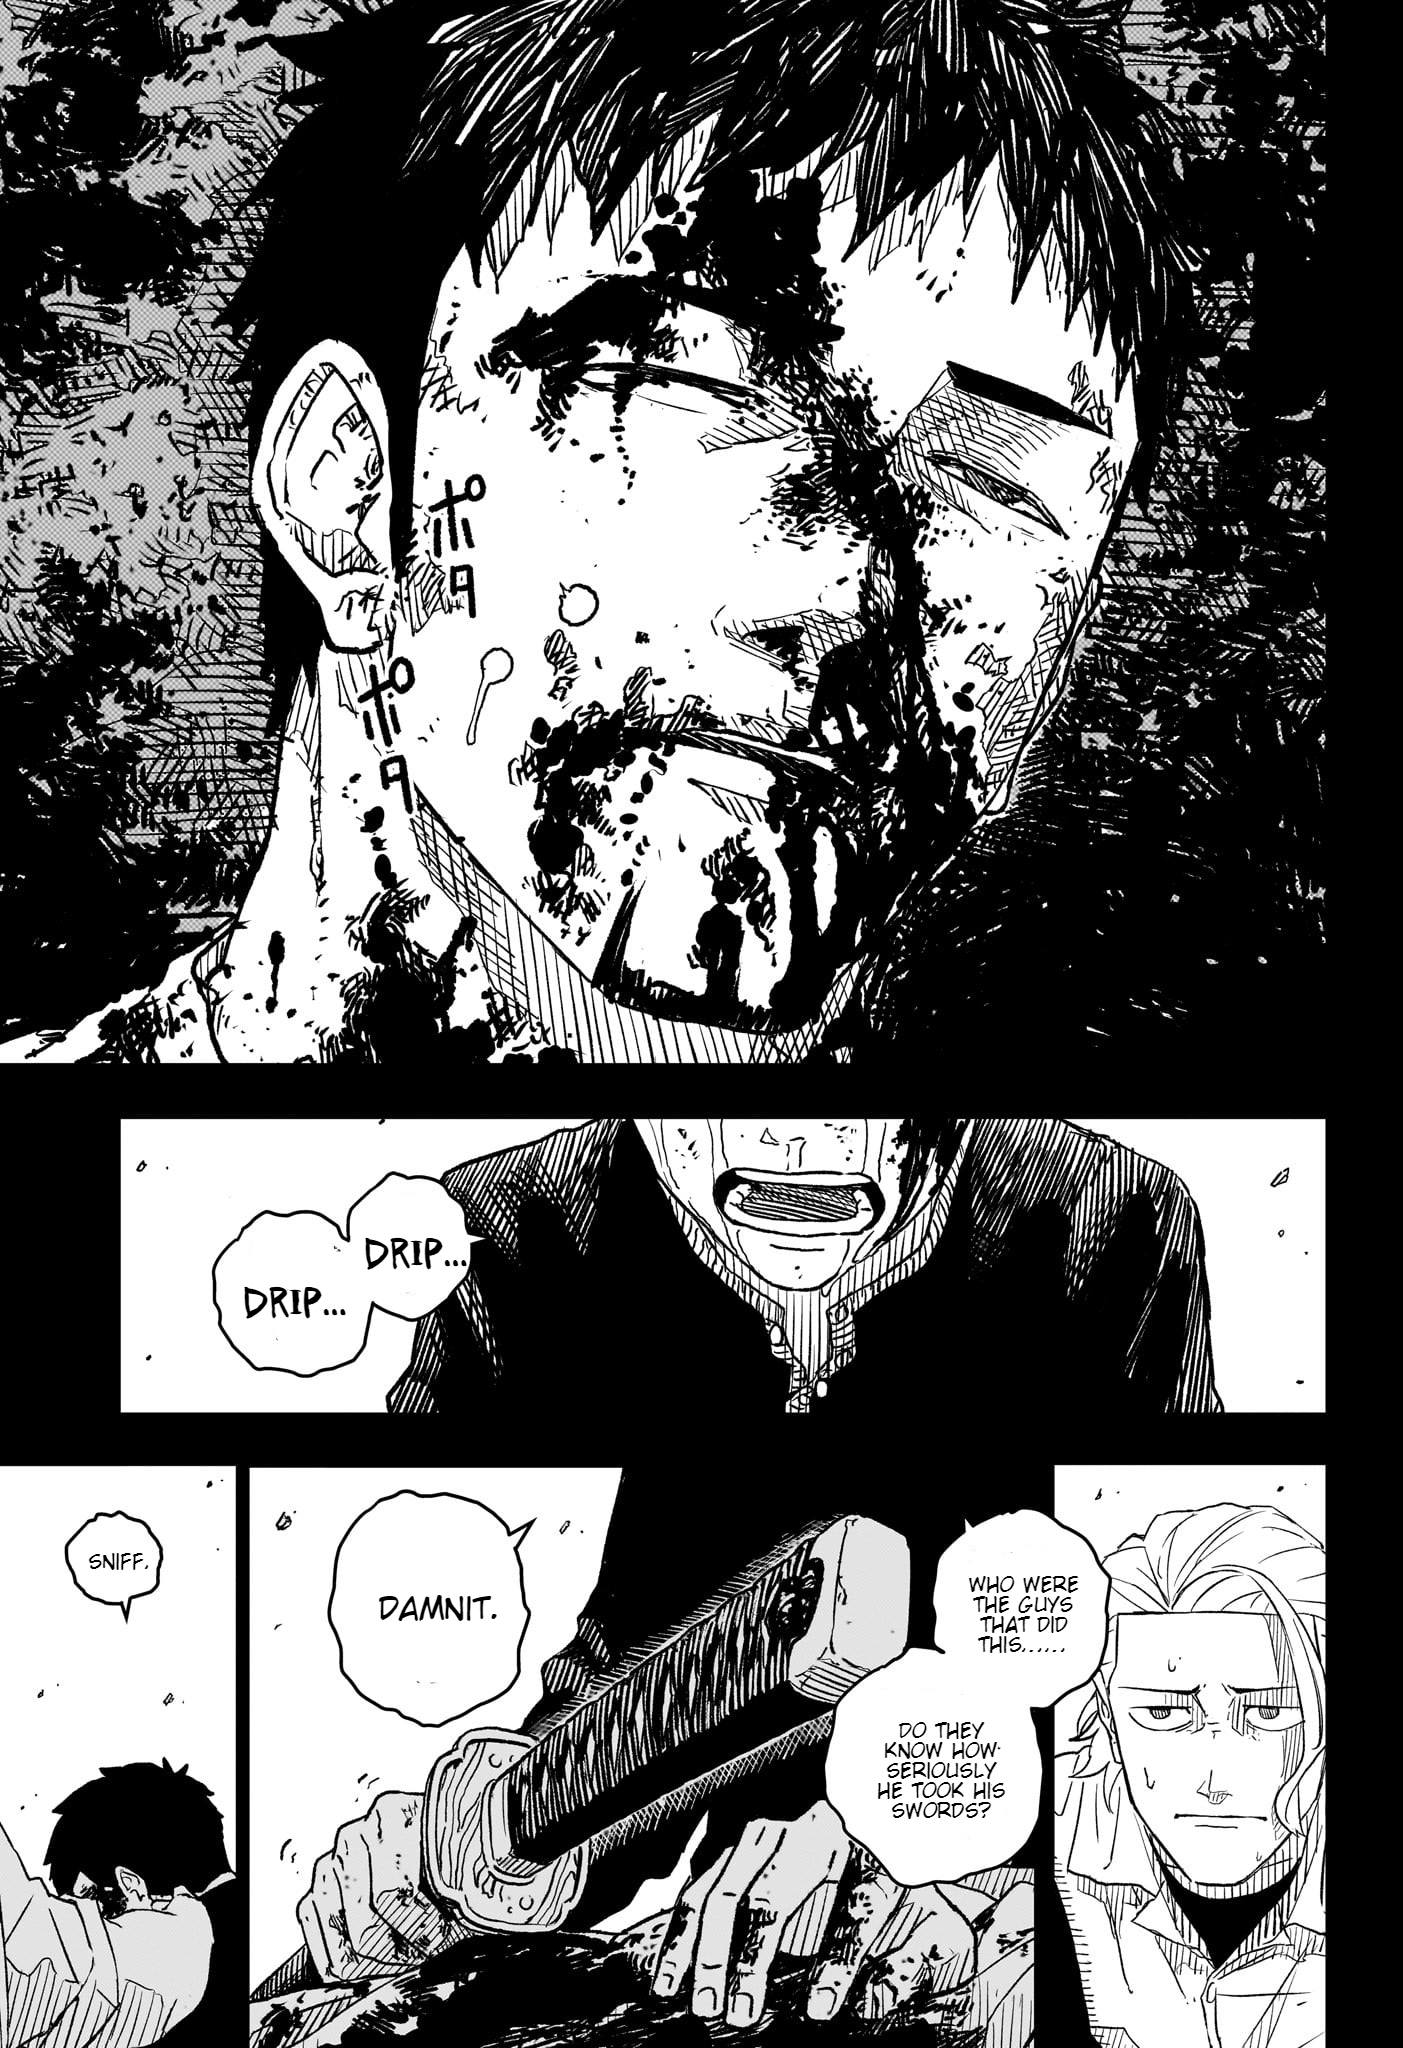 ポタ
ポタ
DRIP...
DRIP...
WHO WERE
THE GUYS
THAT DID
THIS......
DO THEY
KNOW HOW
SERIOUSLY
HE TOOK HIS
SWORDS?
DAMNIT.
SNIFF.